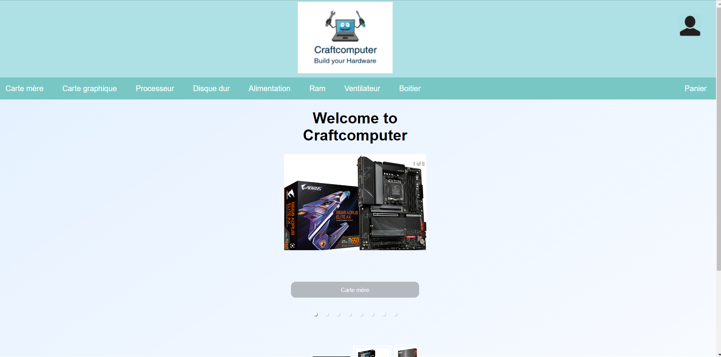 Craftcomputer
Build your Hardware
Carte mère Carte graphique Processeur Disque dur Alimentation Ram Ventilateur Boitier Panier
Welcome to
Craftcomputer
1 of 8
AORUS
Carte mère